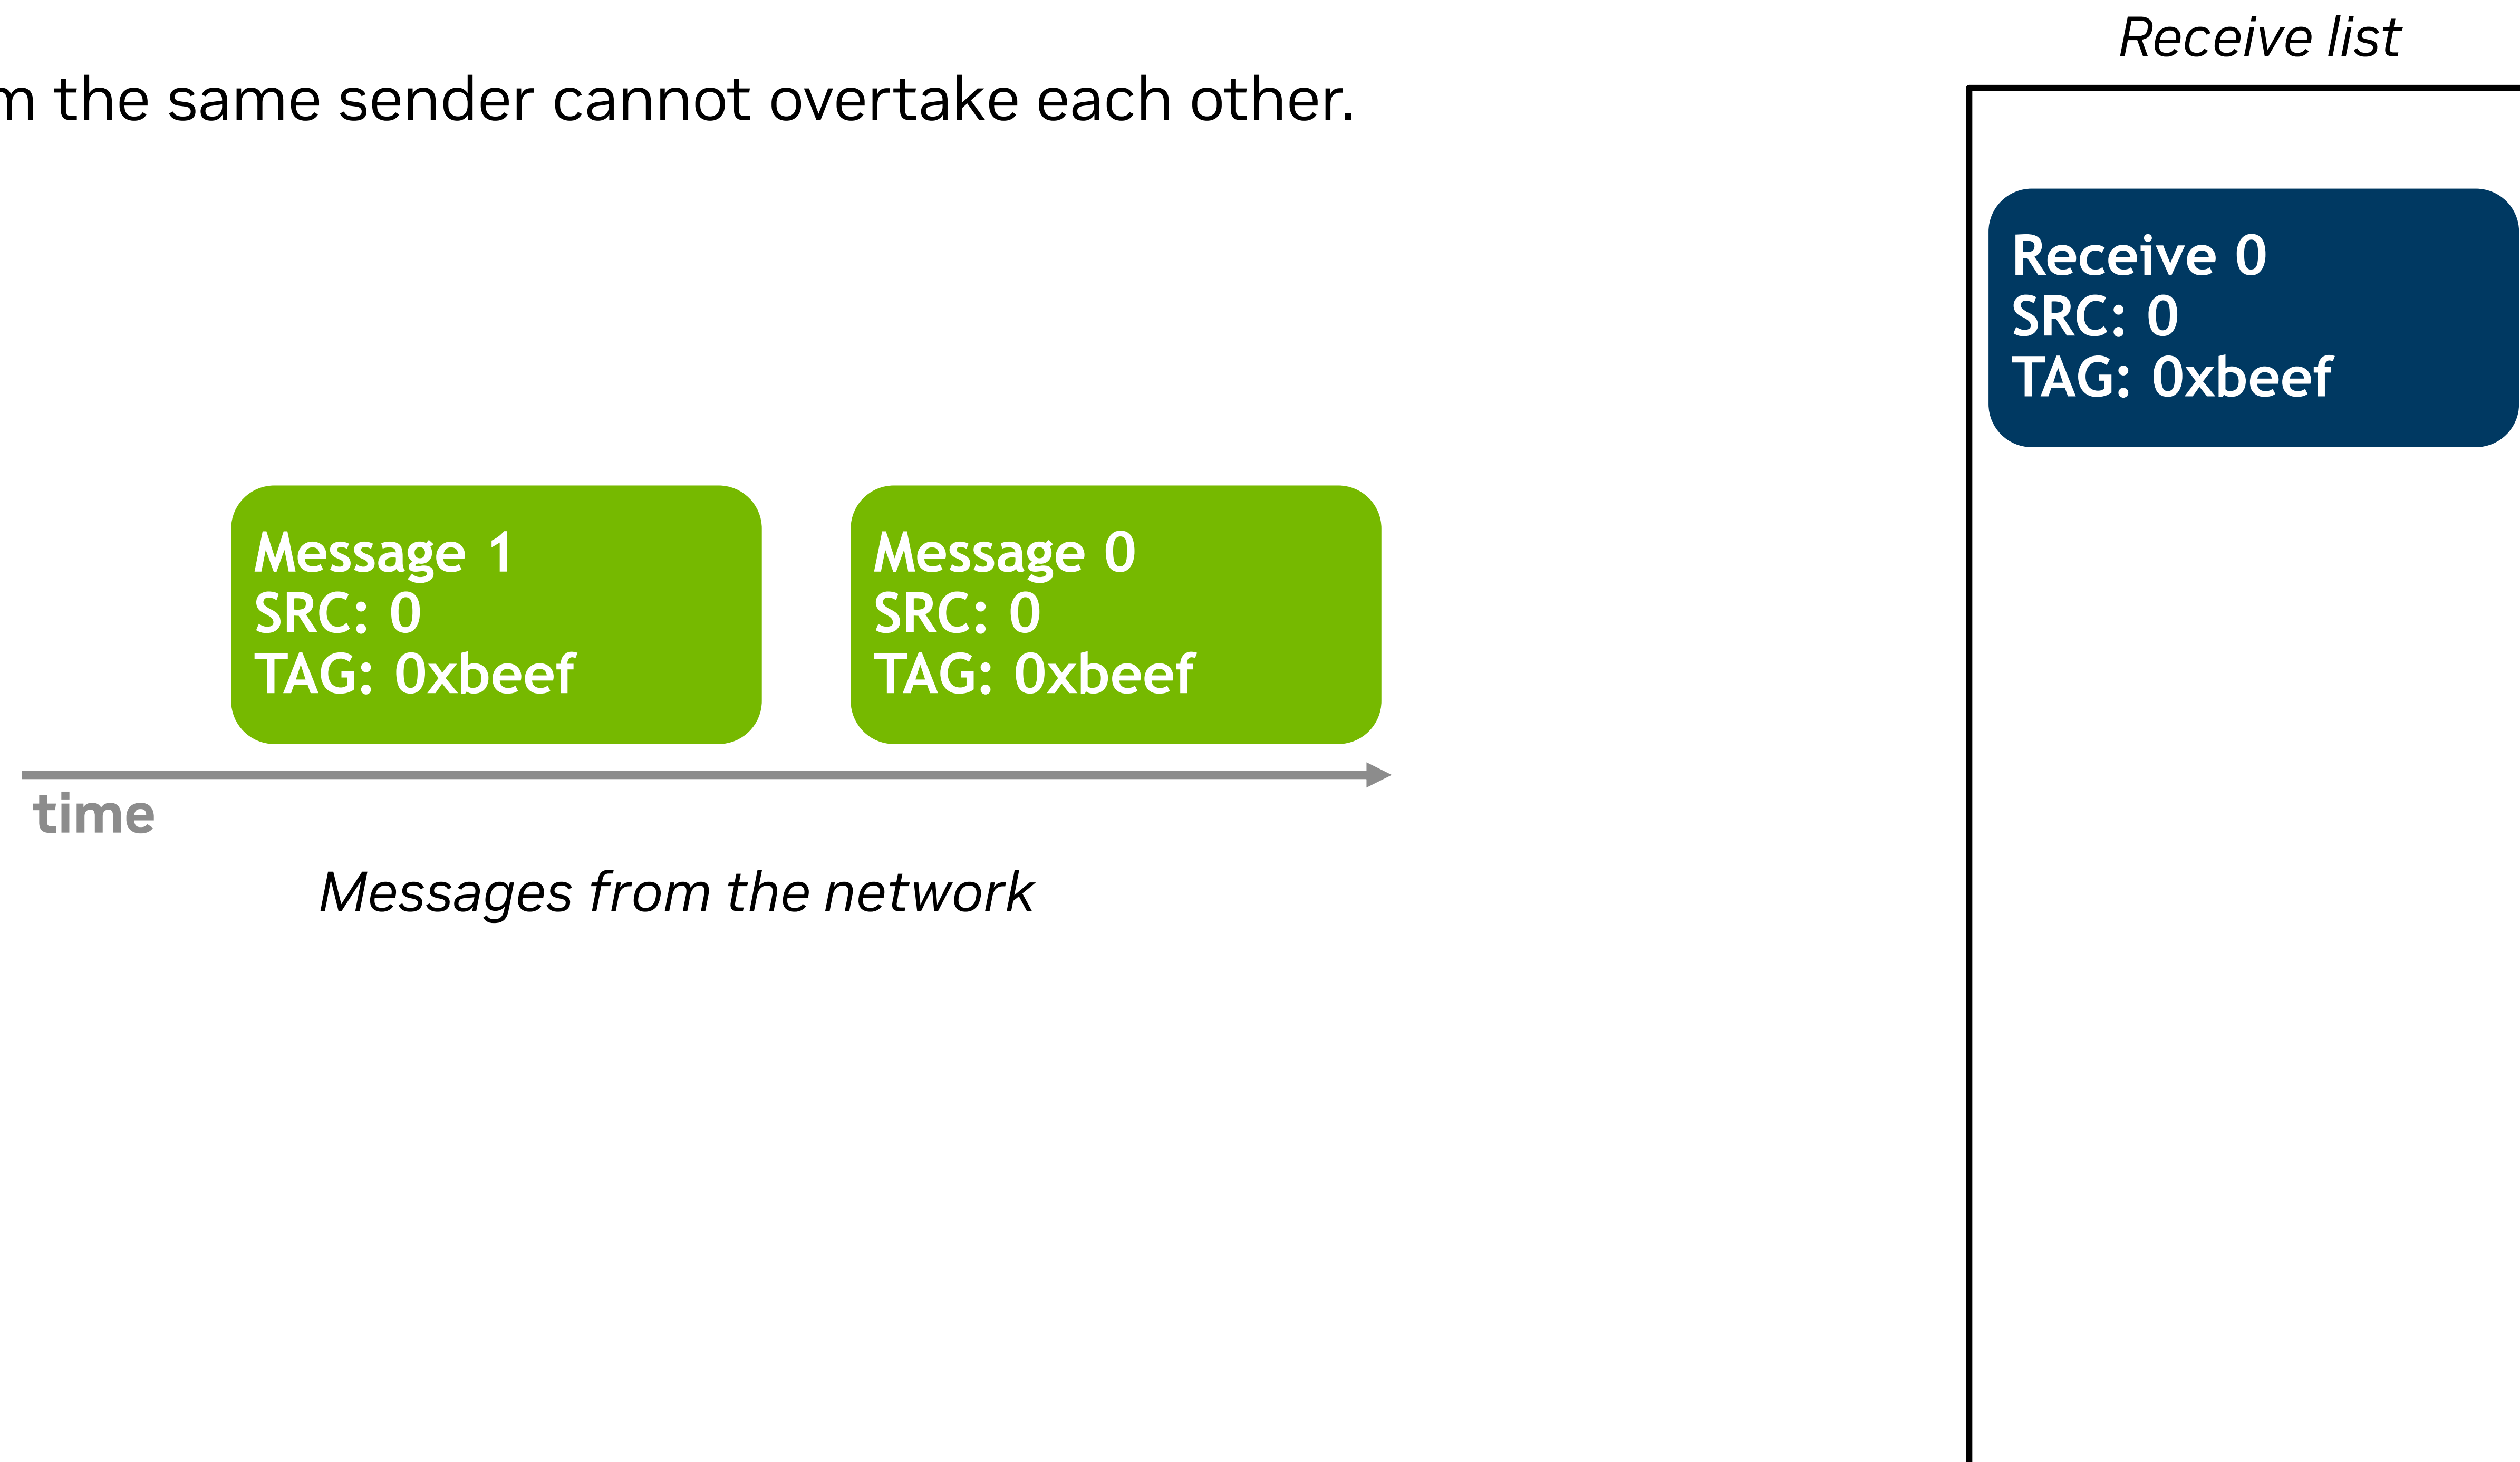 Receive list
the same sender cannot overtake each other.
Receive 0
SRC: 0
TAG: 0xbeef
Message 1
SRC: 0
TAG: 0xbeef
Message 0
SRC: 0
TAG: 0xbeef
time
Messages from the network